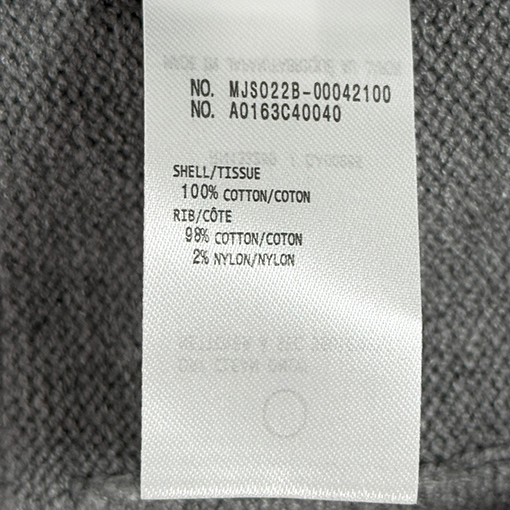 NO. MJS022B-00042100
NO. A0163C40040
SHELL/TISSUE
100% COTTON/COTON
RIB/CÔTE
98% COTTON/COTON
2% NYLON/NYLON